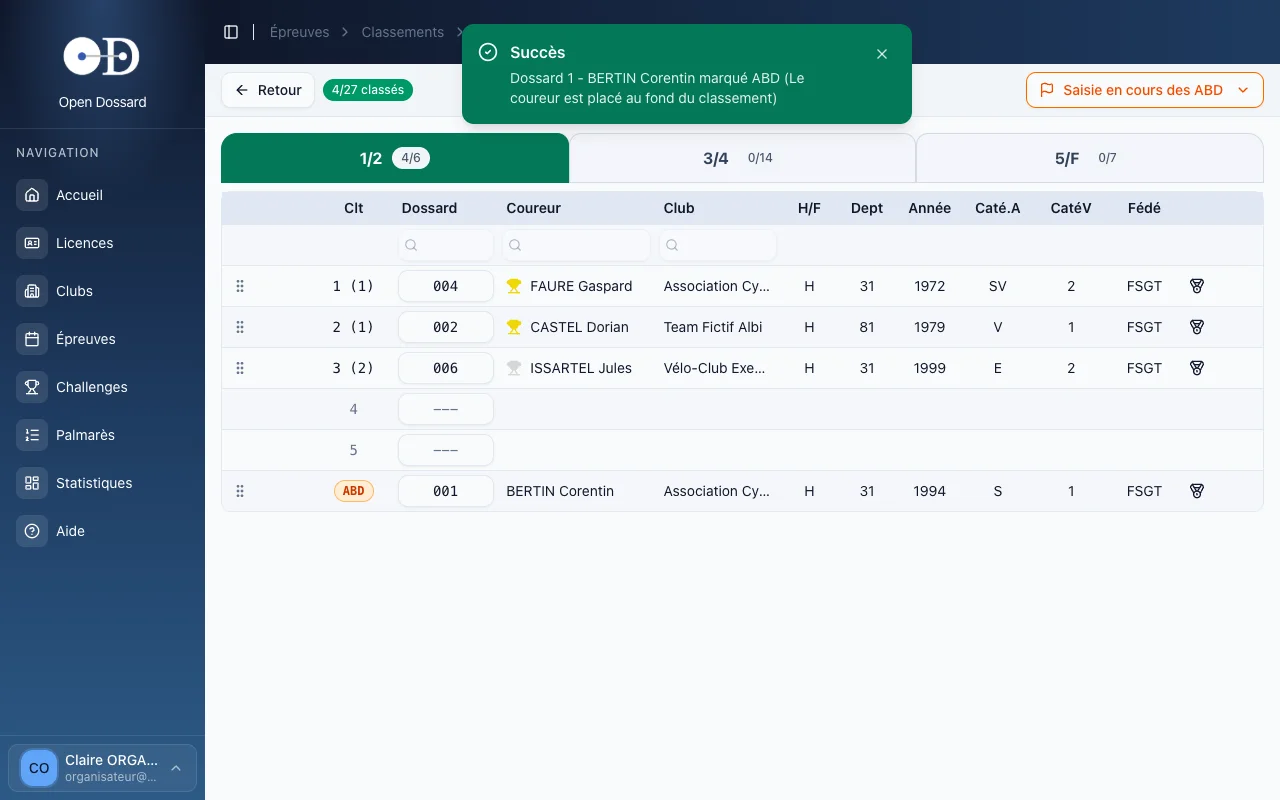 OD
Open Dossard
NAVIGATION
Accueil
Licences
Clubs
Épreuves
Challenges
Palmarès
Statistiques
Aide
CO
Claire ORGA...
organisateur@...
Épreuves > Classements >
Succès
Dossard 1 - BERTIN Corentin marqué ABD (Le
coureur est placé au fond du classement)
Retour
4/27 classés
Saisie en cours des ABD
1/2 4/6
3/4 0/14
5/F 0/7
Clt Dossard Coureur Club H/F Dept Année Caté.A CatéV Fédé
1 (1) 004 FAURE Gaspard Association Cy... H 31 1972 SV 2 FSGT
2 (1) 002 CASTEL Dorian Team Fictif Albi H 81 1979 V 1 FSGT
3 (2) 006 ISSARTEL Jules Vélo-Club Exe... H 31 1999 E 2 FSGT
4 ---
5 ---
ABD 001 BERTIN Corentin Association Cy... H 31 1994 S 1 FSGT